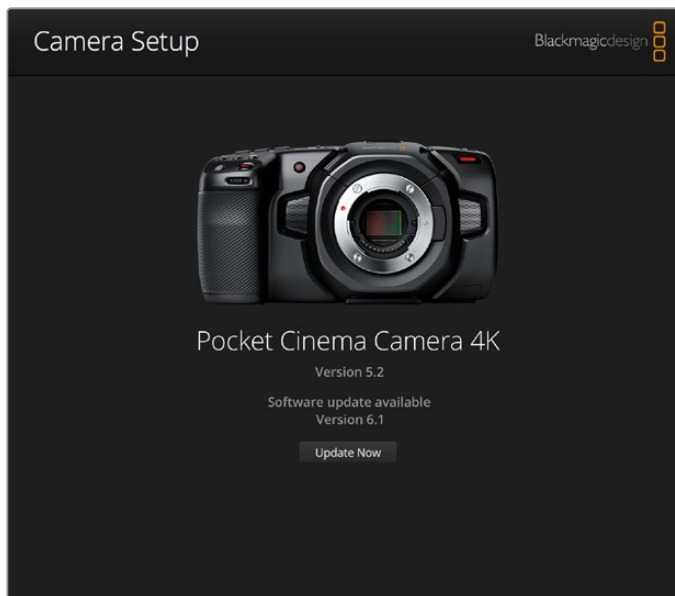 Camera Setup
Blackmagicdesign
Pocket Cinema Camera 4K
Version 5.2
Software update available
Version 6.1
Update Now